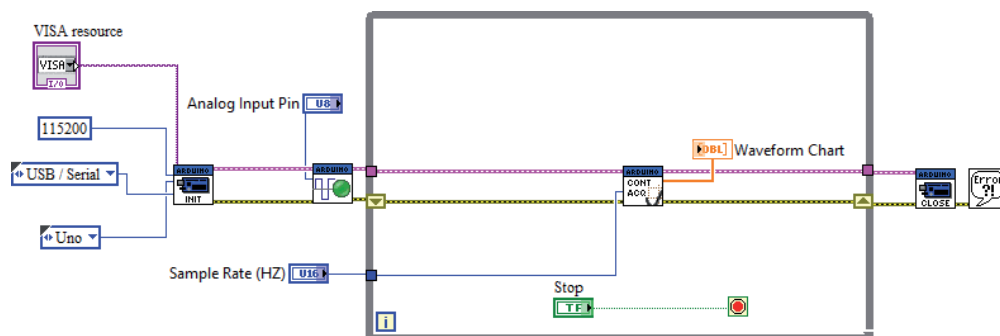 VISA resource
VISA
I/O
Analog Input Pin
U8
115200
USB / Serial
Uno
ARDUINO
INIT
ARDUINO
Sample Rate (HZ)
U16
ARDUINO
CONT
ACQ
DBL
Waveform Chart
Stop
TF
i
ARDUINO
CLOSE
Error
?!